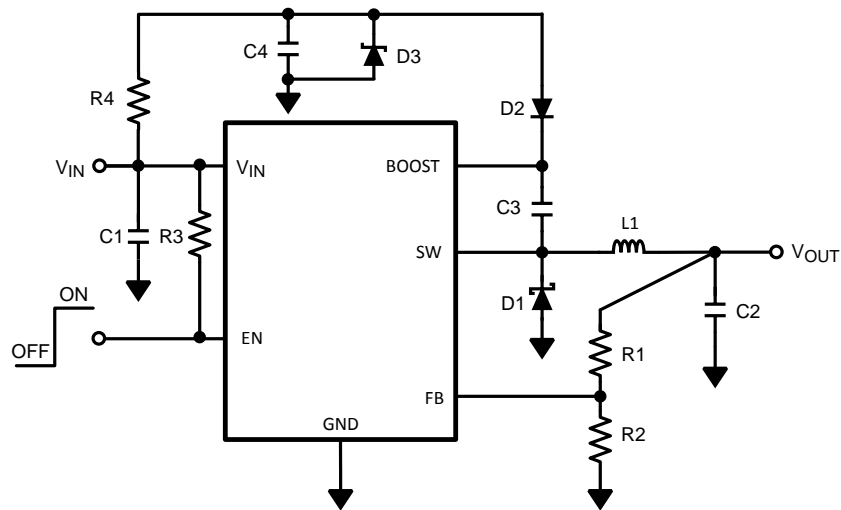 C4
D3
R4
D2
VIN
VIN
BOOST
C3
L1
C1
R3
SW
VOUT
ON
D1
C2
OFF
EN
R1
FB
GND
R2